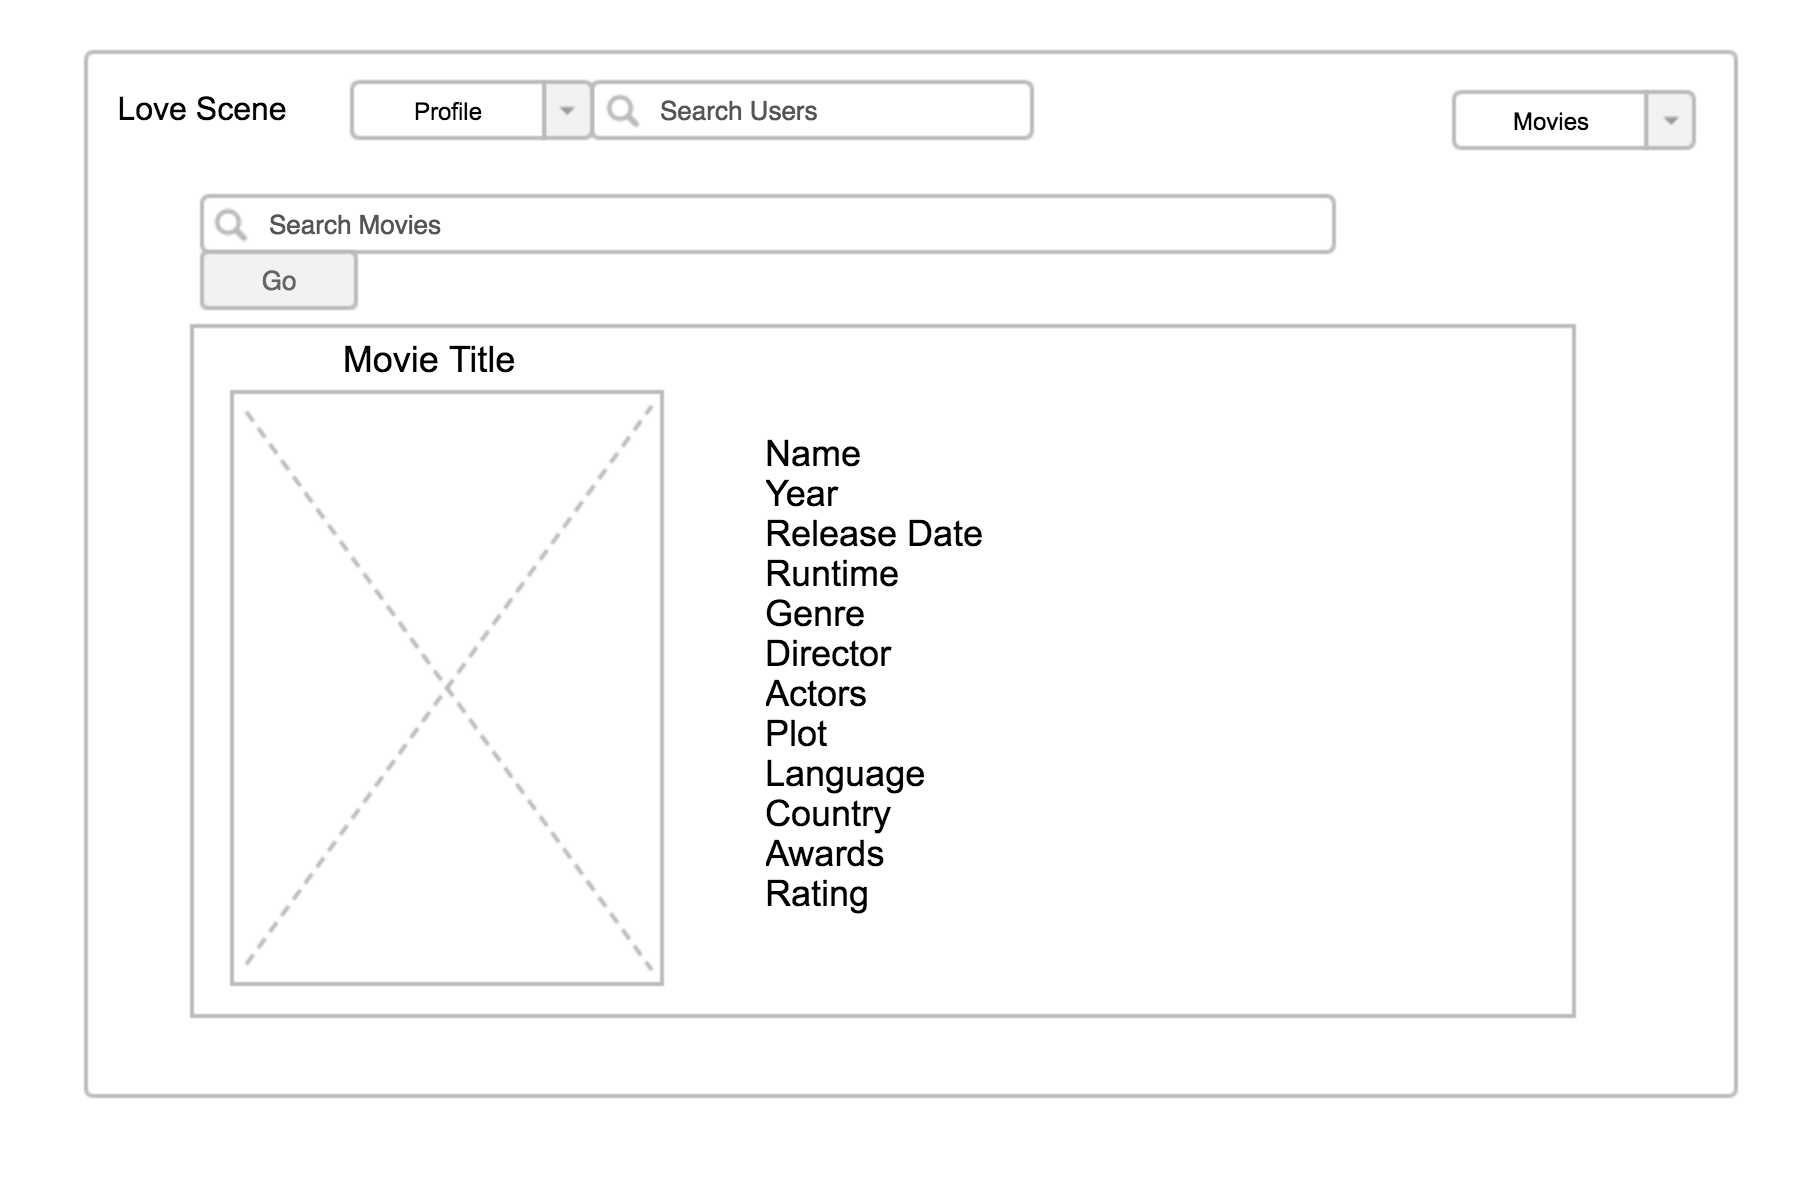 Love Scene
Profile
Search Users
Movies
Search Movies
Go
Movie Title
Name
Year
Release Date
Runtime
Genre
Director
Actors
Plot
Language
Country
Awards
Rating